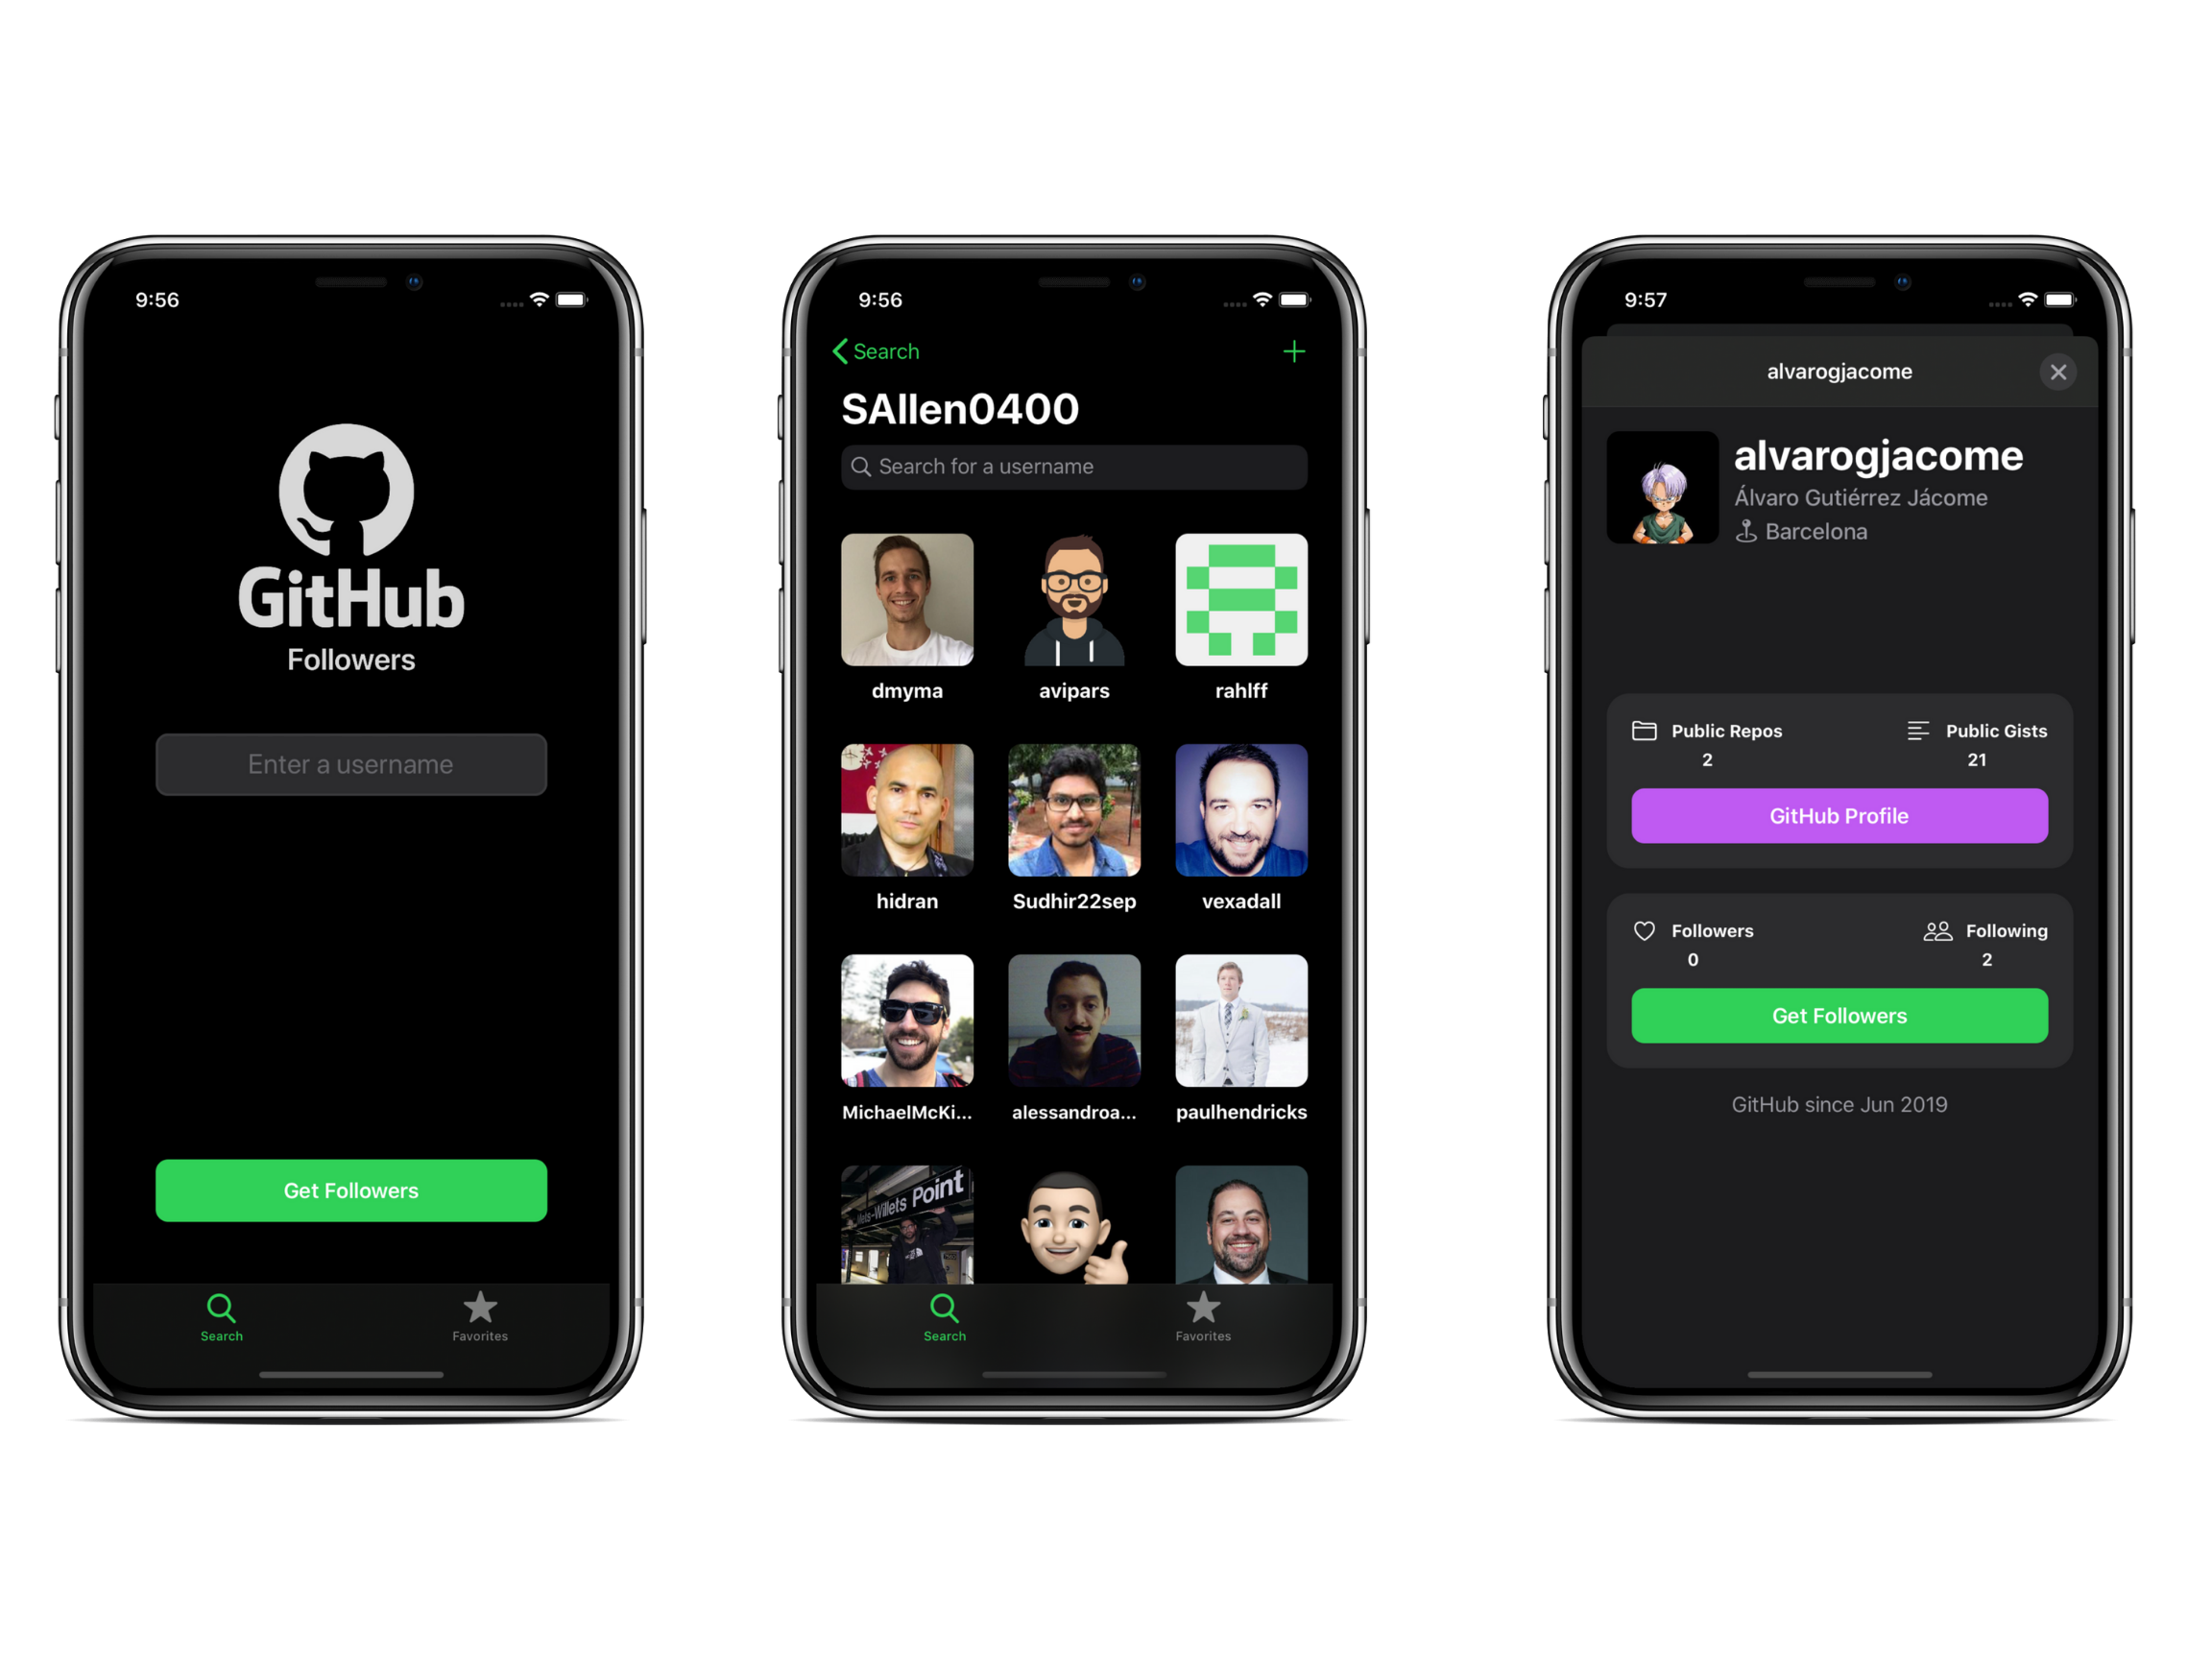 9:56
GitHub
Followers
Enter a username
Get Followers
Search
Favorites
9:56
Search
SAllen0400
Search for a username
dmyma
avipars
rahlff
hidran
Sudhir22sep
vexadall
MichaelMcKi...
alessandroa...
paulhendricks
Mets-Willets Point
Search
Favorites
9:57
alvarogjacome
alvarogjacome
Álvaro Gutiérrez Jácome
Barcelona
Public Repos
Public Gists
2
21
GitHub Profile
Followers
Following
0
2
Get Followers
GitHub since Jun 2019